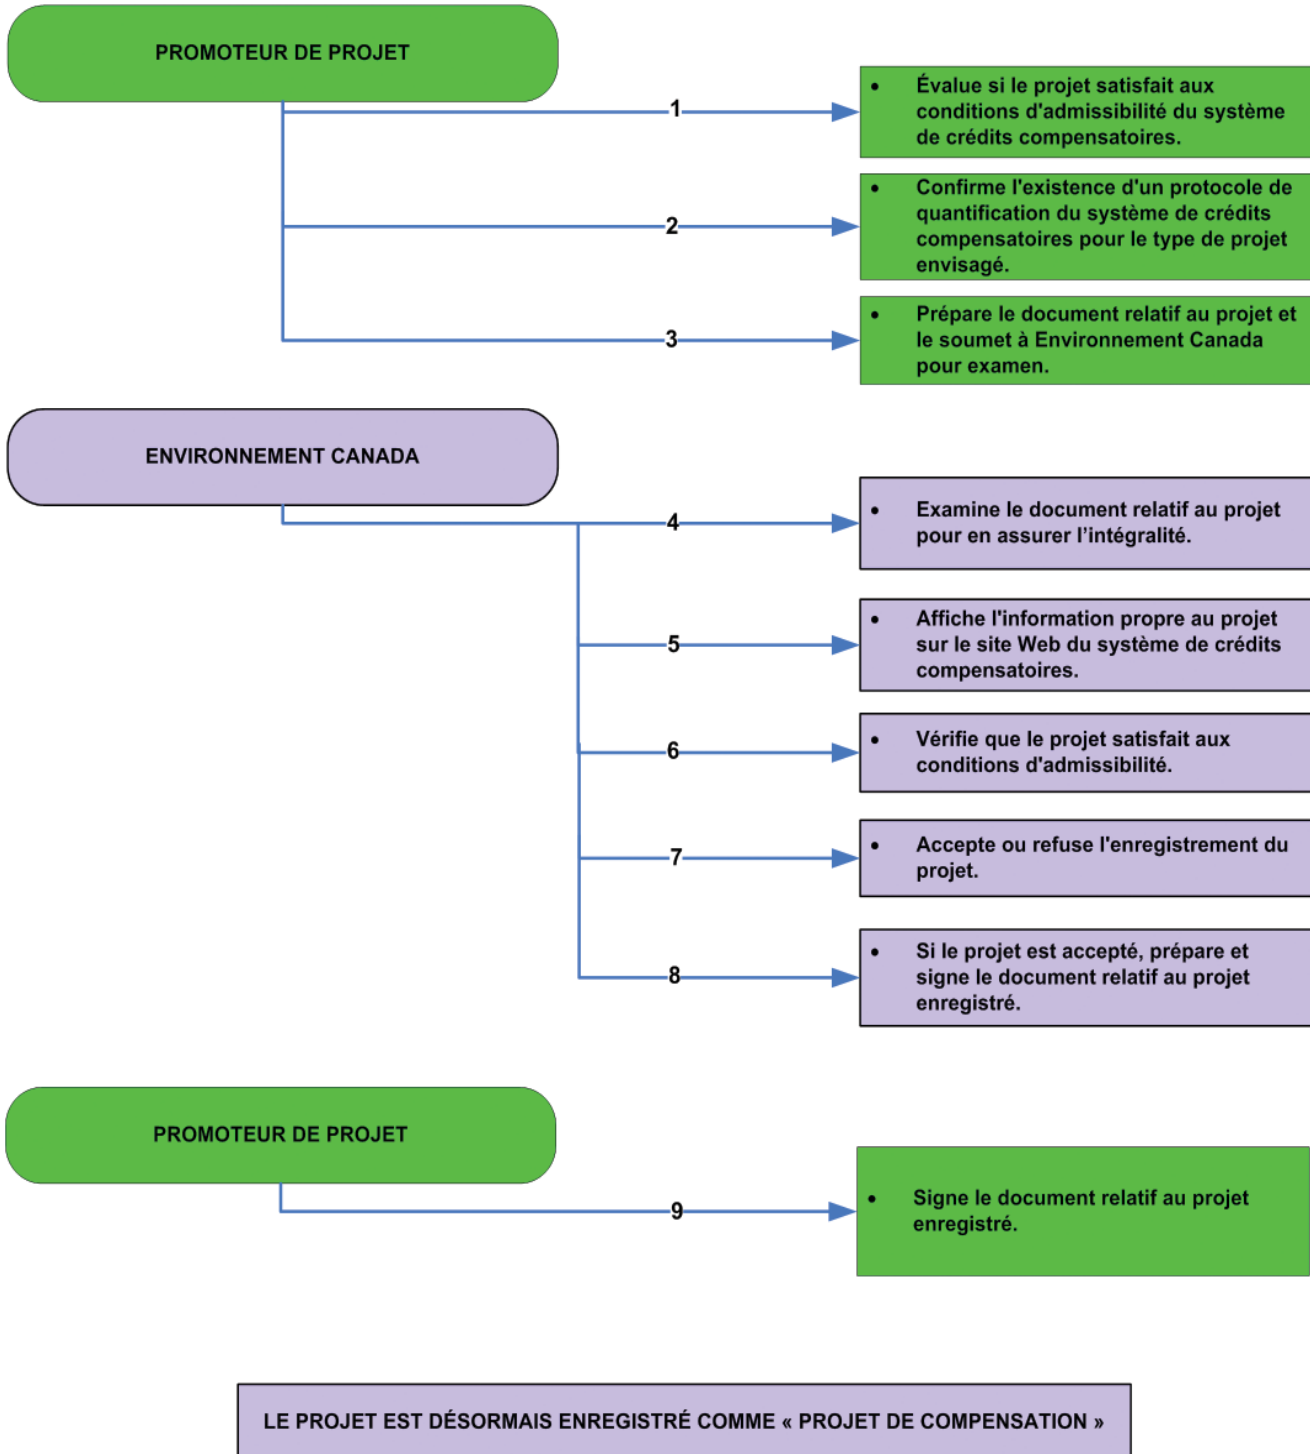 PROMOTEUR DE PROJET
1
• Évalue si le projet satisfait aux
conditions d'admissibilité du système
de crédits compensatoires.
2
• Confirme l'existence d'un protocole de
quantification du système de crédits
compensatoires pour le type de projet
envisagé.
3
• Prépare le document relatif au projet et
le soumet à Environnement Canada
pour examen.
ENVIRONNEMENT CANADA
4
• Examine le document relatif au projet
pour en assurer l’intégralité.
5
• Affiche l'information propre au projet
sur le site Web du système de crédits
compensatoires.
6
• Vérifie que le projet satisfait aux
conditions d'admissibilité.
7
• Accepte ou refuse l'enregistrement du
projet.
8
• Si le projet est accepté, prépare et
signe le document relatif au projet
enregistré.
PROMOTEUR DE PROJET
9
• Signe le document relatif au projet
enregistré.
LE PROJET EST DÉSORMAIS ENREGISTRÉ COMME « PROJET DE COMPENSATION »